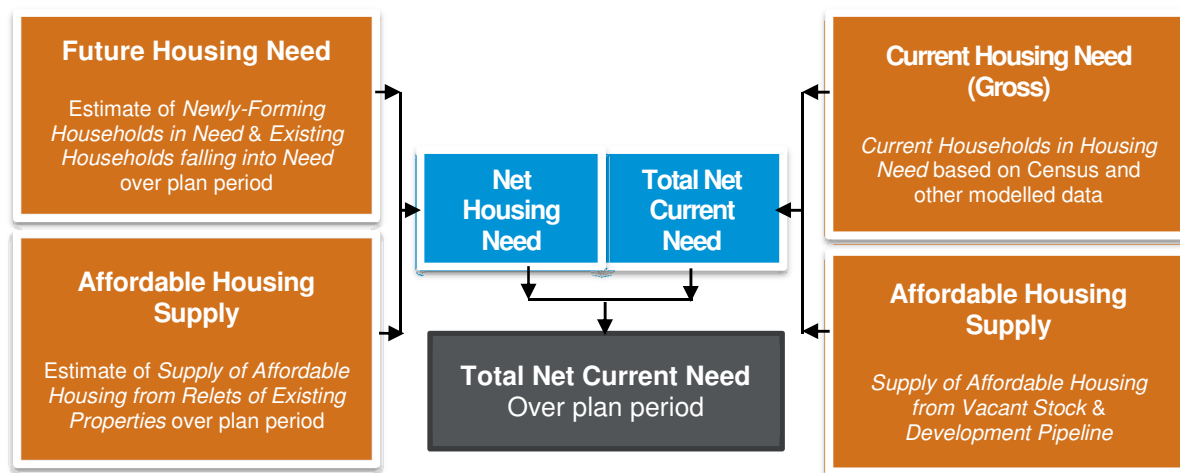 Future Housing Need
Estimate of Newly-Forming
Households in Need & Existing
Households falling into Need
over plan period
Affordable Housing
Supply
Estimate of Supply of Affordable
Housing from Relets of Existing
Properties over plan period
Net
Housing
Need
Total Net
Current
Need
Total Net Current Need
Over plan period
Current Housing Need
(Gross)
Current Households in Housing
Need based on Census and
other modelled data
Affordable Housing
Supply
Supply of Affordable Housing
from Vacant Stock &
Development Pipeline